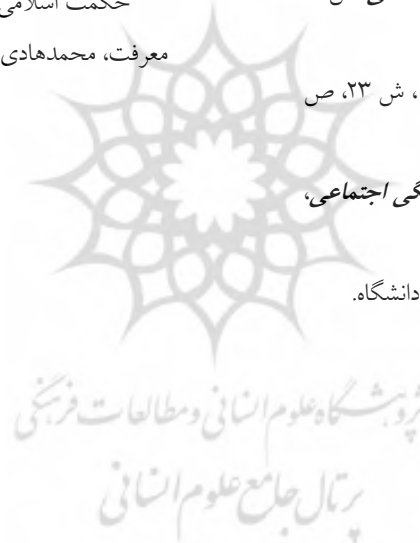 حکمت اسلامی
معرفت، محمدهادی
، ش ۲۳، ص
گی اجتماعی،
دانشگاه.
پژوهشگاه علوم انسانی و مطالعات فرهنگی
پرتال جامع علوم انسانی